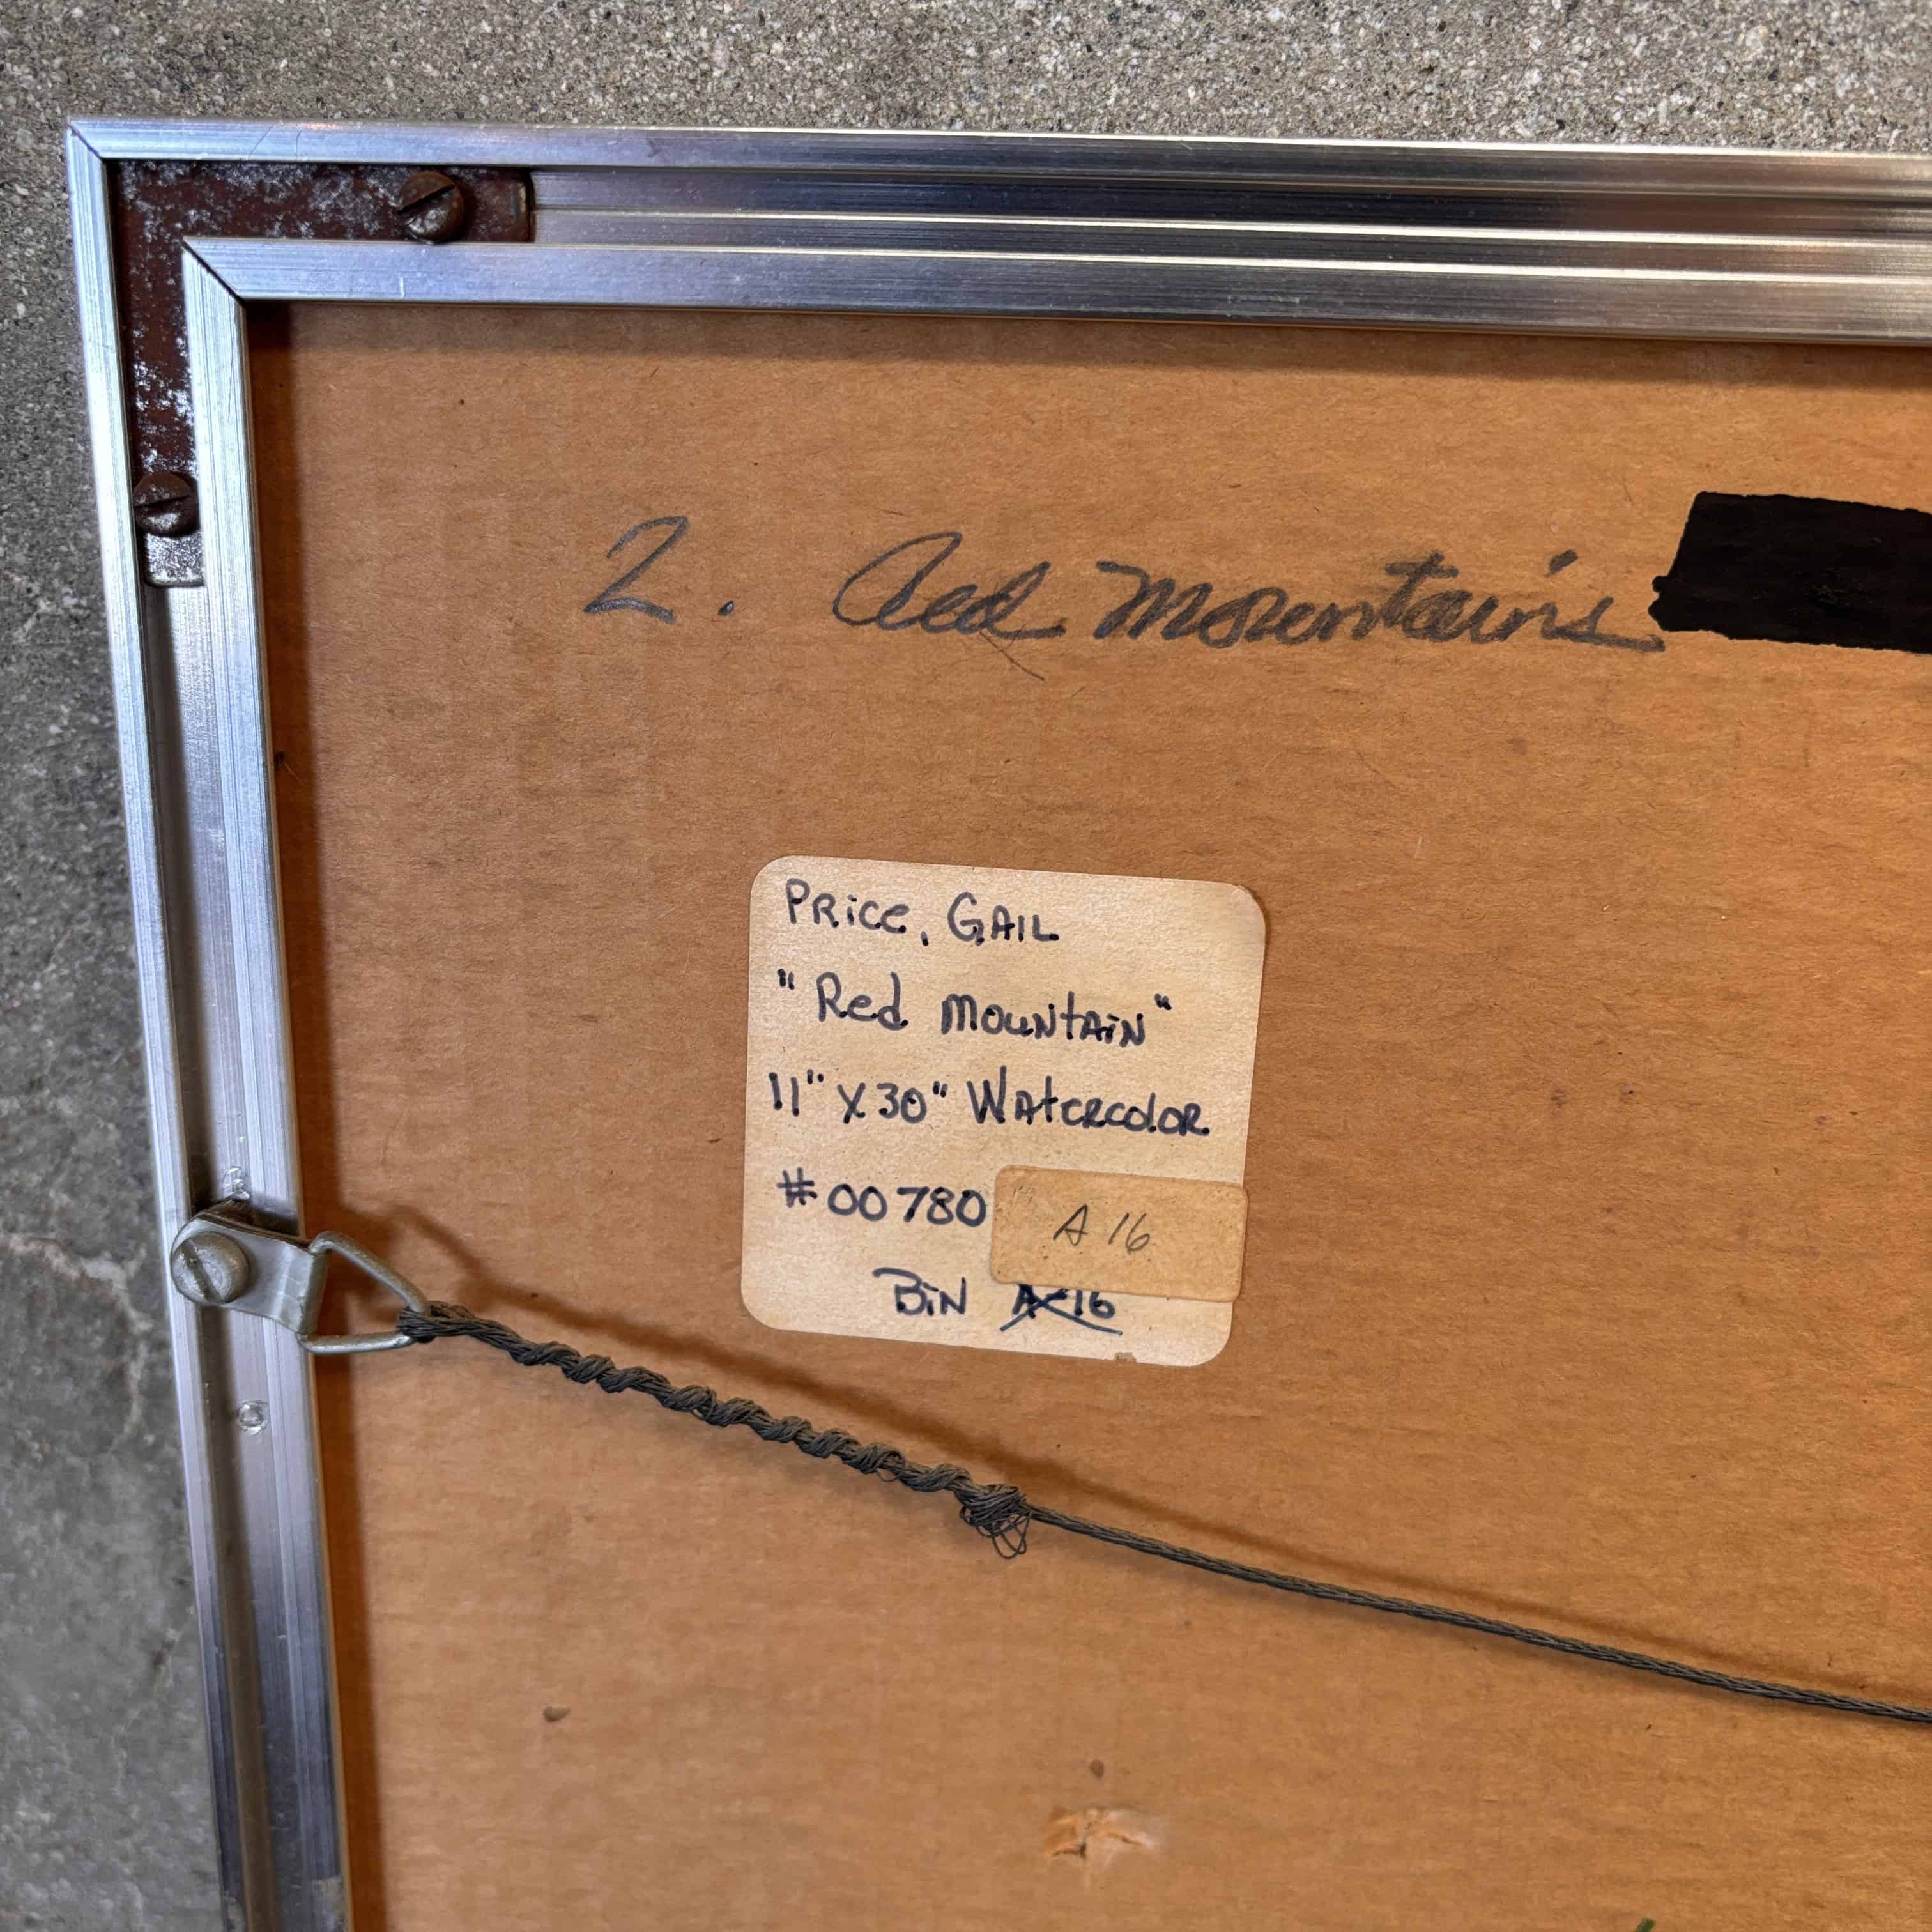 2. Red Mountains
PRICE, GAIL
"Red MOUNTAIN"
11" X 30" WATERCOLOR
#00780
A 16
BIN A-16